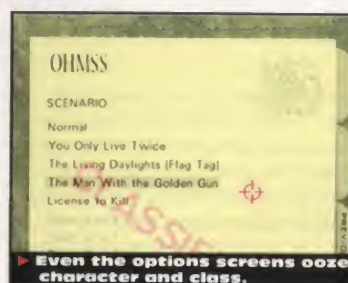 OHMSS
SCENARIO
Normal
You Only Live Twice
The Living Daylights (Flag Tag)
The Man With the Golden Gun
License to Kill
Even the options screens ooze
character and class.